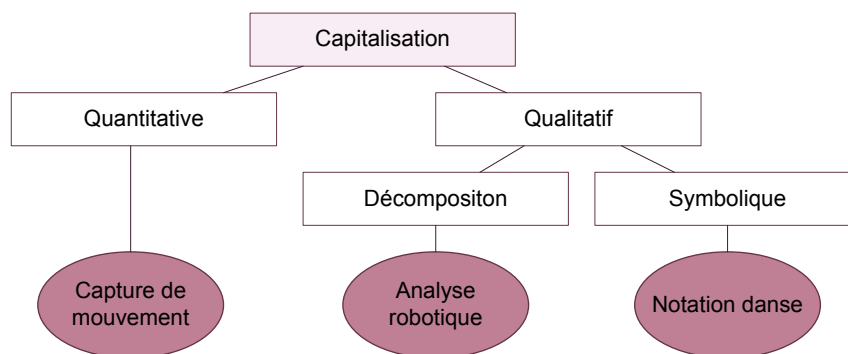 Capitalisation
Quantitative
Qualitatif
Décompositon
Symbolique
Capture de
mouvement
Analyse
robotique
Notation danse